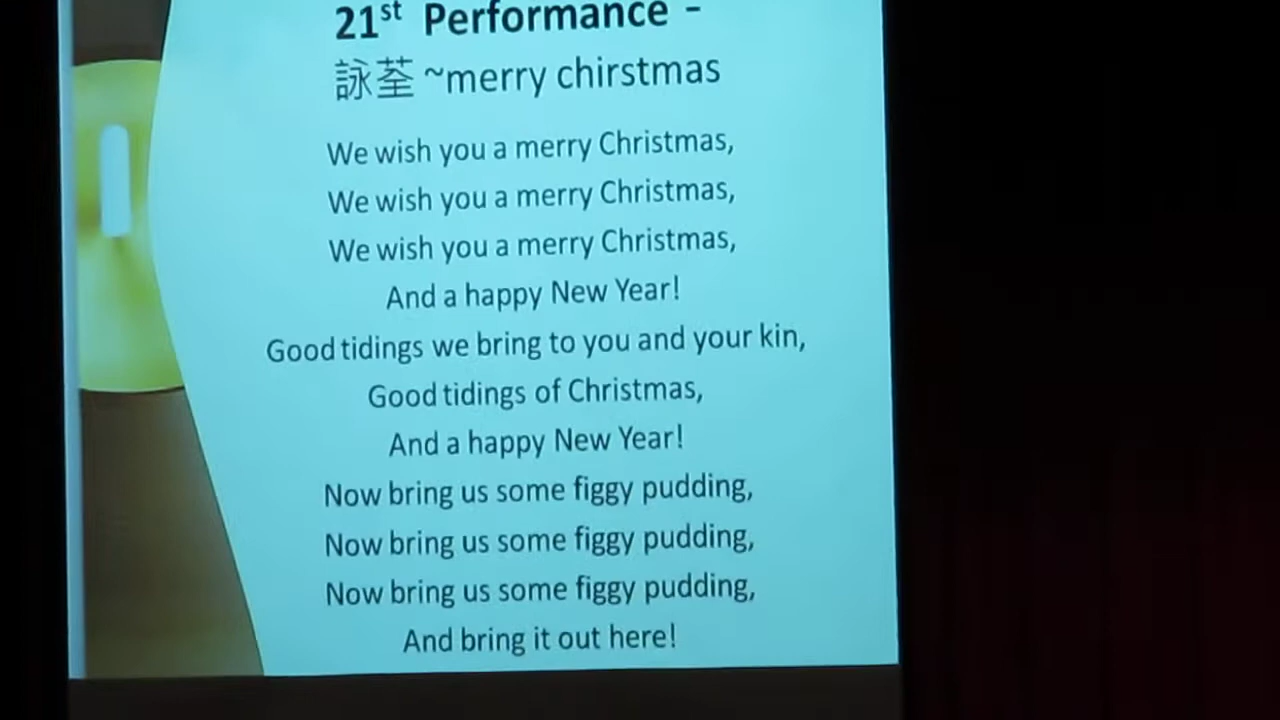 21st Performance -
詠荃 ~merry chirstmas
We wish you a merry Christmas,
We wish you a merry Christmas,
We wish you a merry Christmas,
And a happy New Year!
Good tidings we bring to you and your kin,
Good tidings of Christmas,
And a happy New Year!
Now bring us some figgy pudding,
Now bring us some figgy pudding,
Now bring us some figgy pudding,
And bring it out here!